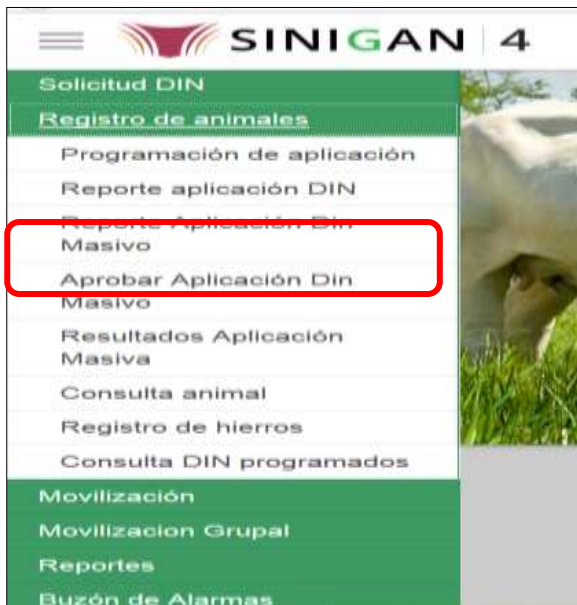 SINIGAN 4
Solicitud DIN
Registro de animales
Programación de aplicación
Reporte aplicación DIN
Reporte Aplicación Din
Masivo
Aprobar Aplicación Din
Masivo
Resultados Aplicación
Masiva
Consulta animal
Registro de hierros
Consulta DIN programados
Movilización
Movilizacion Grupal
Reportes
Buzón de Alarmas